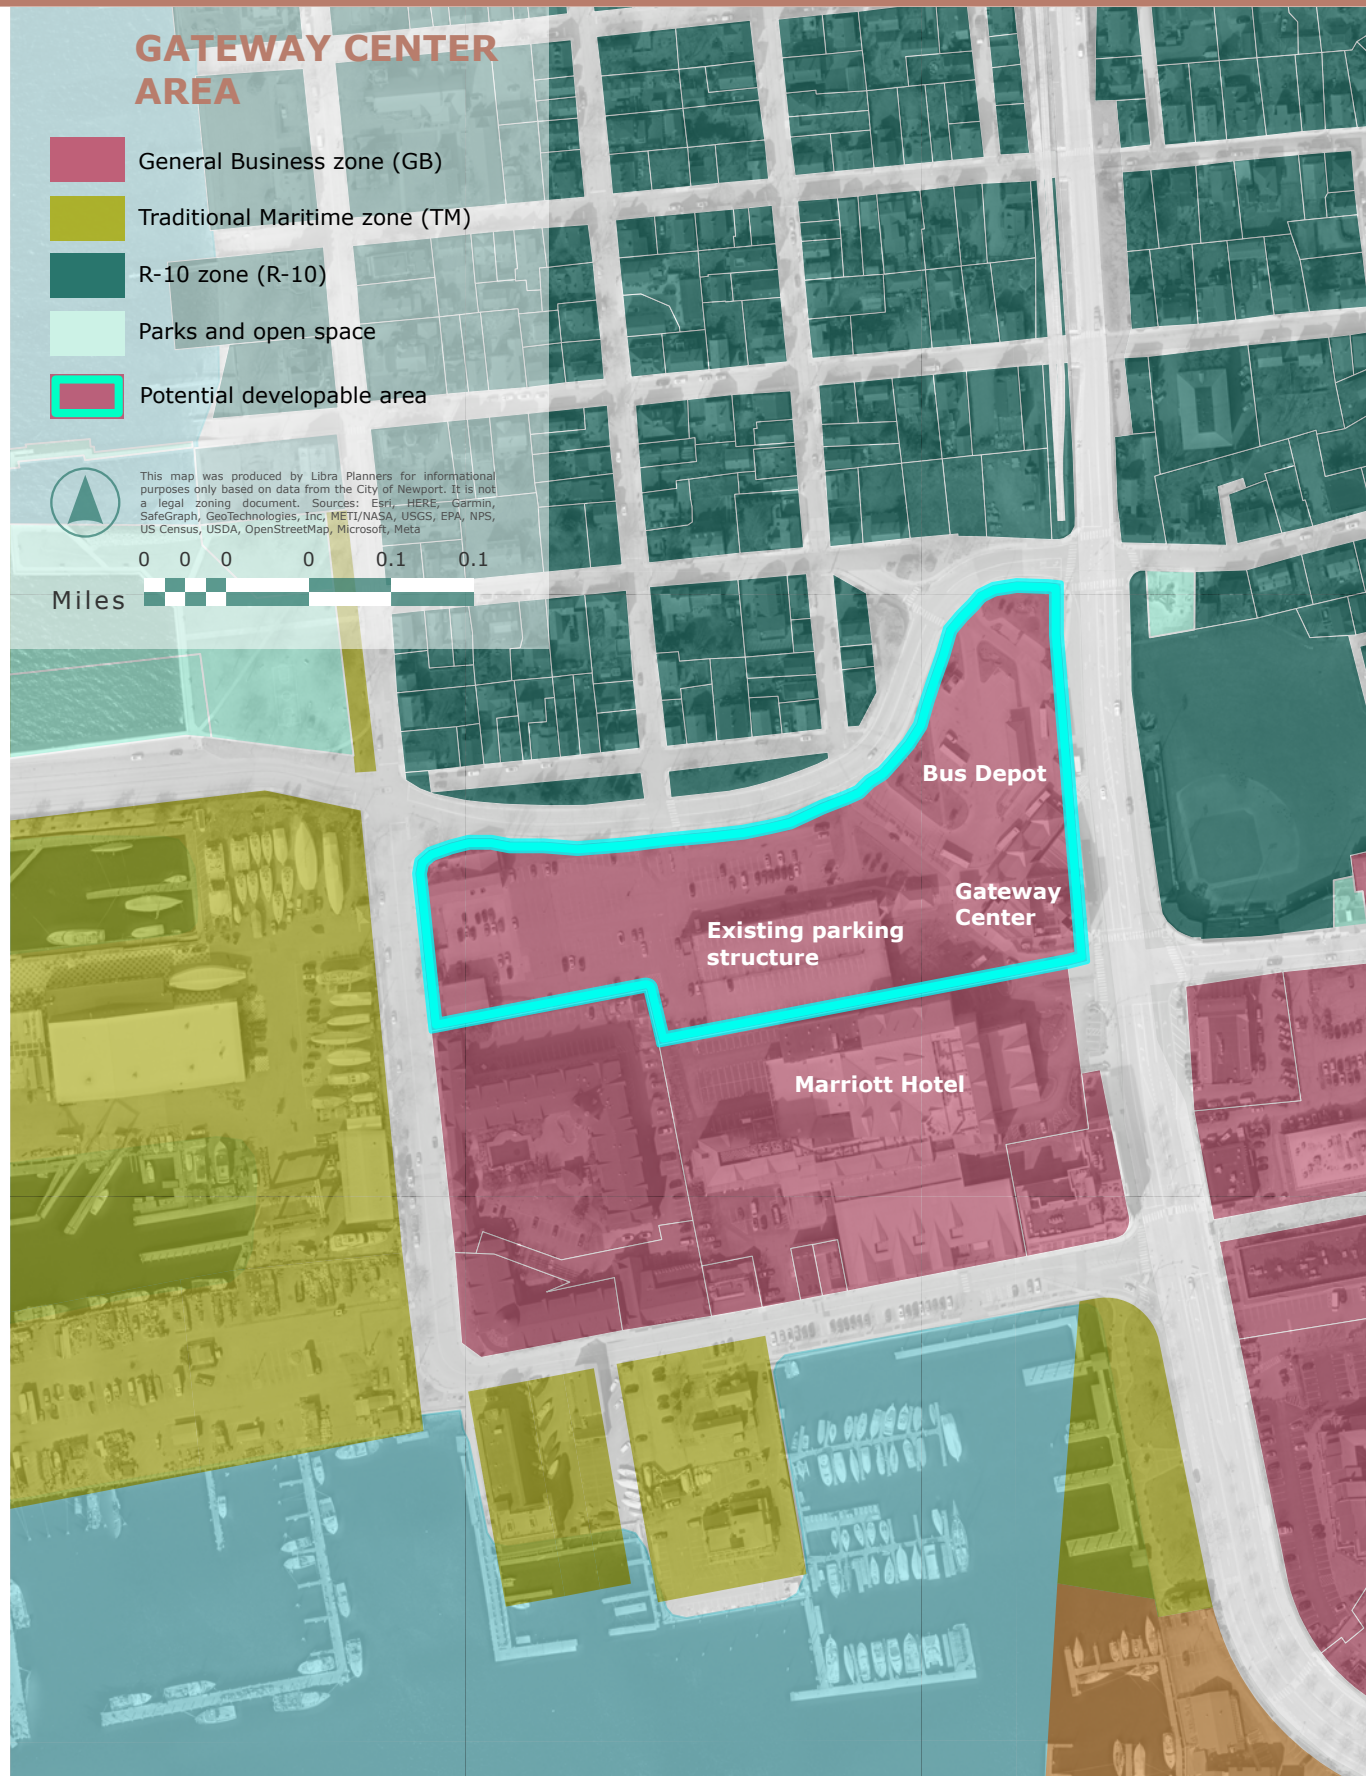 GATEWAY CENTER
AREA
General Business zone (GB)
Traditional Maritime zone (TM)
R-10 zone (R-10)
Parks and open space
Potential developable area
This map was produced by Libra Planners for informational
purposes only based on data from the City of Newport. It is not
a legal zoning document. Sources: Esri, HERE, Garmin,
SafeGraph, GeoTechnologies, Inc, METI/NASA, USGS, EPA, NPS,
US Census, USDA, OpenStreetMap, Microsoft, Meta
0 0 0 0 0.1 0.1
Miles
Bus Depot
Gateway
Center
Existing parking
structure
Marriott Hotel